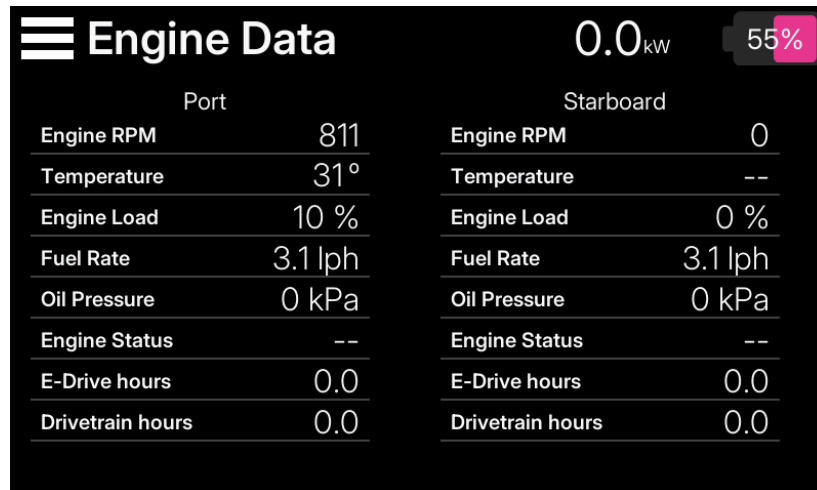 Engine Data 0.0 kW 55%
Port Starboard
Engine RPM 811 Engine RPM 0
Temperature 31° Temperature --
Engine Load 10 % Engine Load 0 %
Fuel Rate 3.1 lph Fuel Rate 3.1 lph
Oil Pressure 0 kPa Oil Pressure 0 kPa
Engine Status -- Engine Status --
E-Drive hours 0.0 E-Drive hours 0.0
Drivetrain hours 0.0 Drivetrain hours 0.0